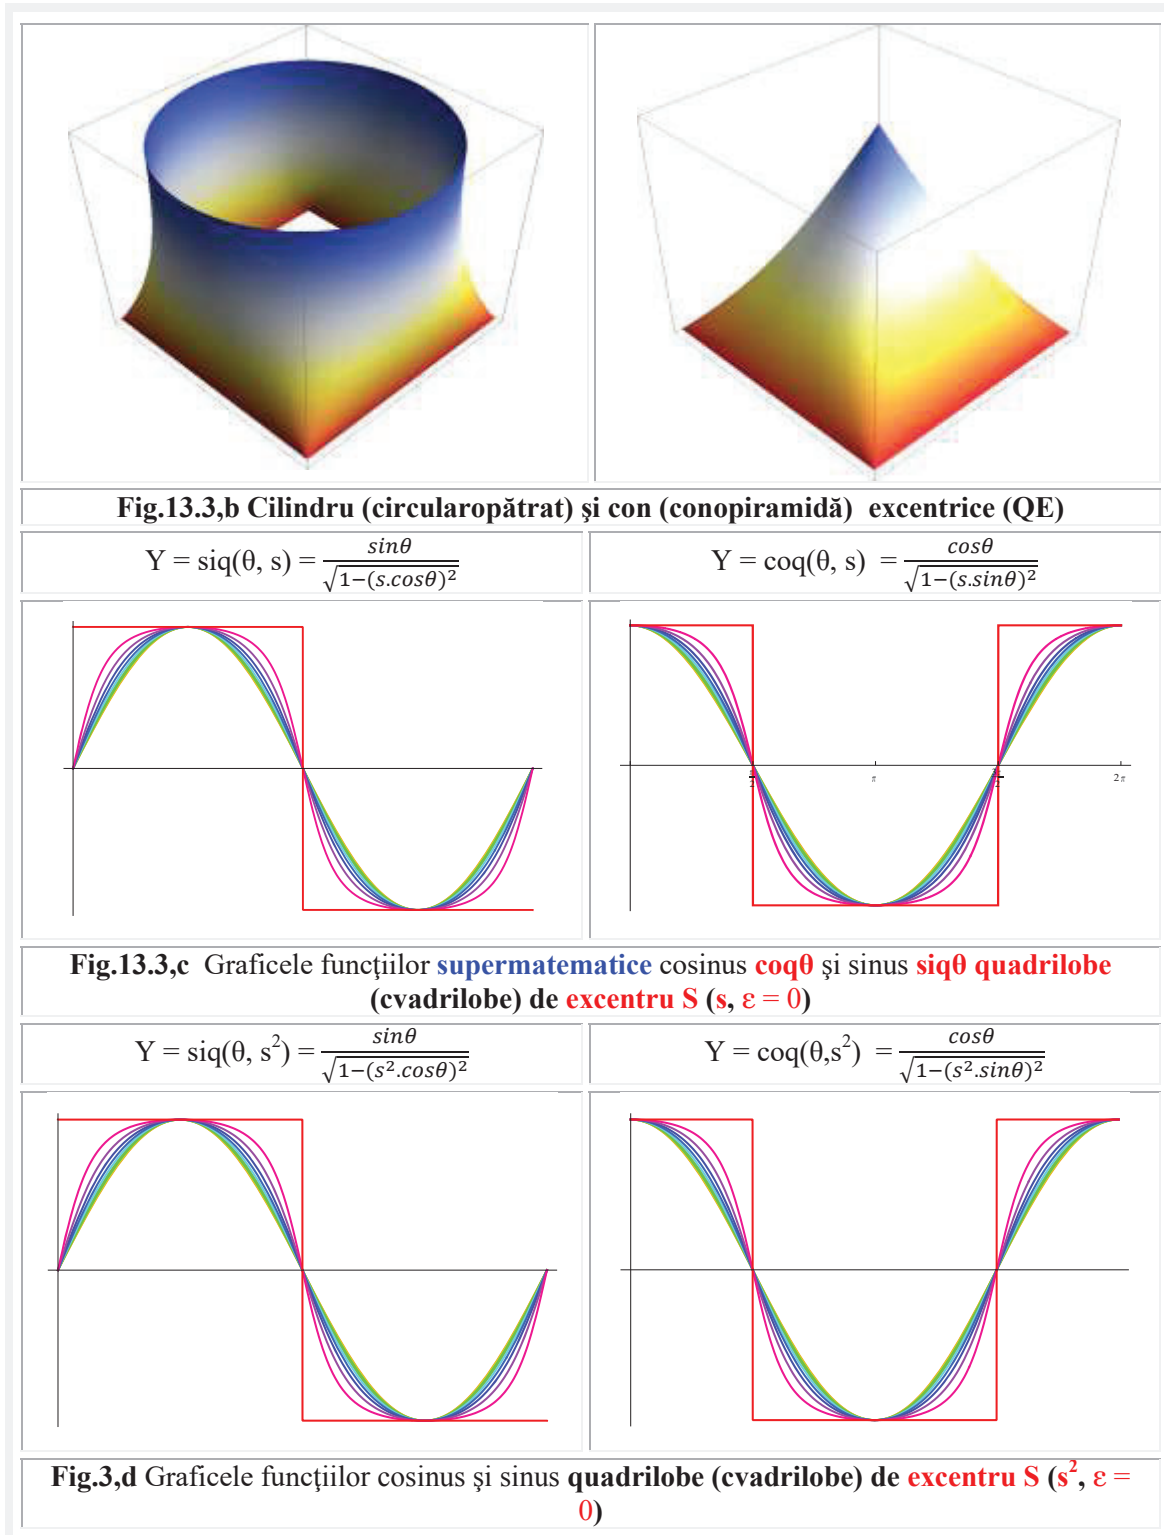 Fig.13.3,b Cilindru (circularopătrat) şi con (conopiramidă) excentrice (QE)
Y = siq(θ, s) = sinθ / √1−(s.cosθ)²
Y = coq(θ, s) = cosθ / √1−(s.sinθ)²
π
2π
Fig.13.3,c Graficele funcţiilor supermatematice cosinus coqθ şi sinus siqθ quadrilobe
(cvadrilobe) de excentru S (s, ε = 0)
Y = siq(θ, s²) = sinθ / √1−(s².cosθ)²
Y = coq(θ,s²) = cosθ / √1−(s².sinθ)²
Fig.3,d Graficele funcţiilor cosinus şi sinus quadrilobe (cvadrilobe) de excentru S (s², ε =
0)